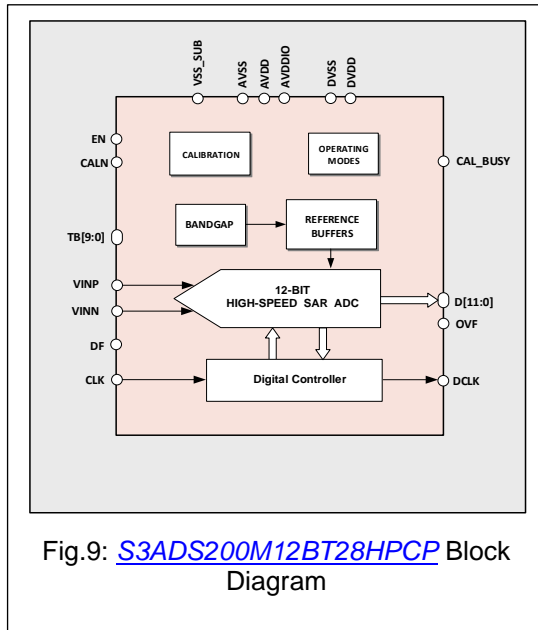 VSS_SUB
AVSS
AVDD
AVDDIO
DVSS
DVDD
EN
CALN
CALIBRATION
OPERATING
MODES
CAL_BUSY
TB[9:0]
BANDGAP
REFERENCE
BUFFERS
VINP
VINN
12-BIT
HIGH-SPEED SAR ADC
D[11:0]
OVF
DF
CLK
Digital Controller
DCLK
Fig.9: S3ADS200M12BT28HPCP Block
Diagram